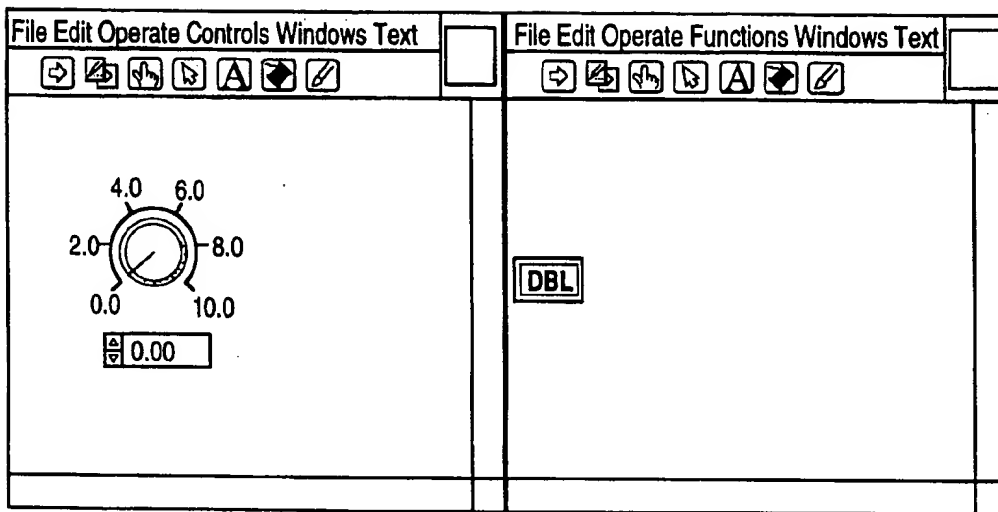 File Edit Operate Controls Windows Text
A
4.0 6.0
2.0 8.0
0.0 10.0
0.00
File Edit Operate Functions Windows Text
A
DBL